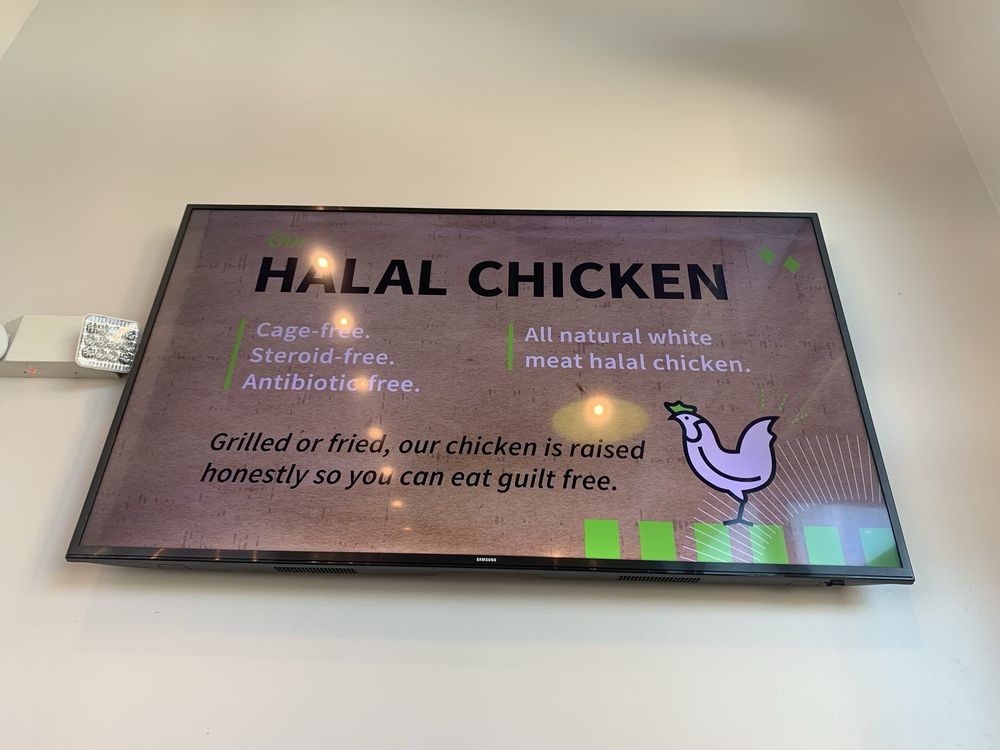 Our
HALAL CHICKEN
Cage-free.
Steroid-free.
Antibiotic free.
All natural white
meat halal chicken.
Grilled or fried, our chicken is raised
honestly so you can eat guilt free.
SAMSUNG